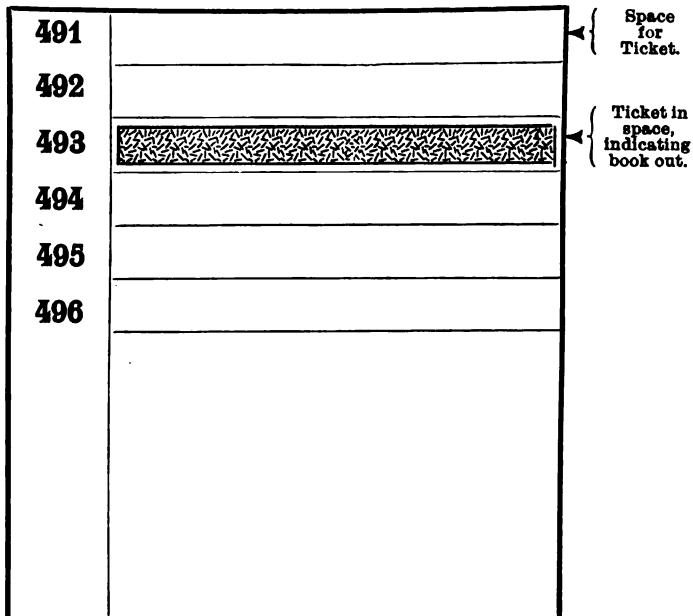 491
Space
for
Ticket.
492
493
Ticket in
space,
indicating
book out.
494
495
496